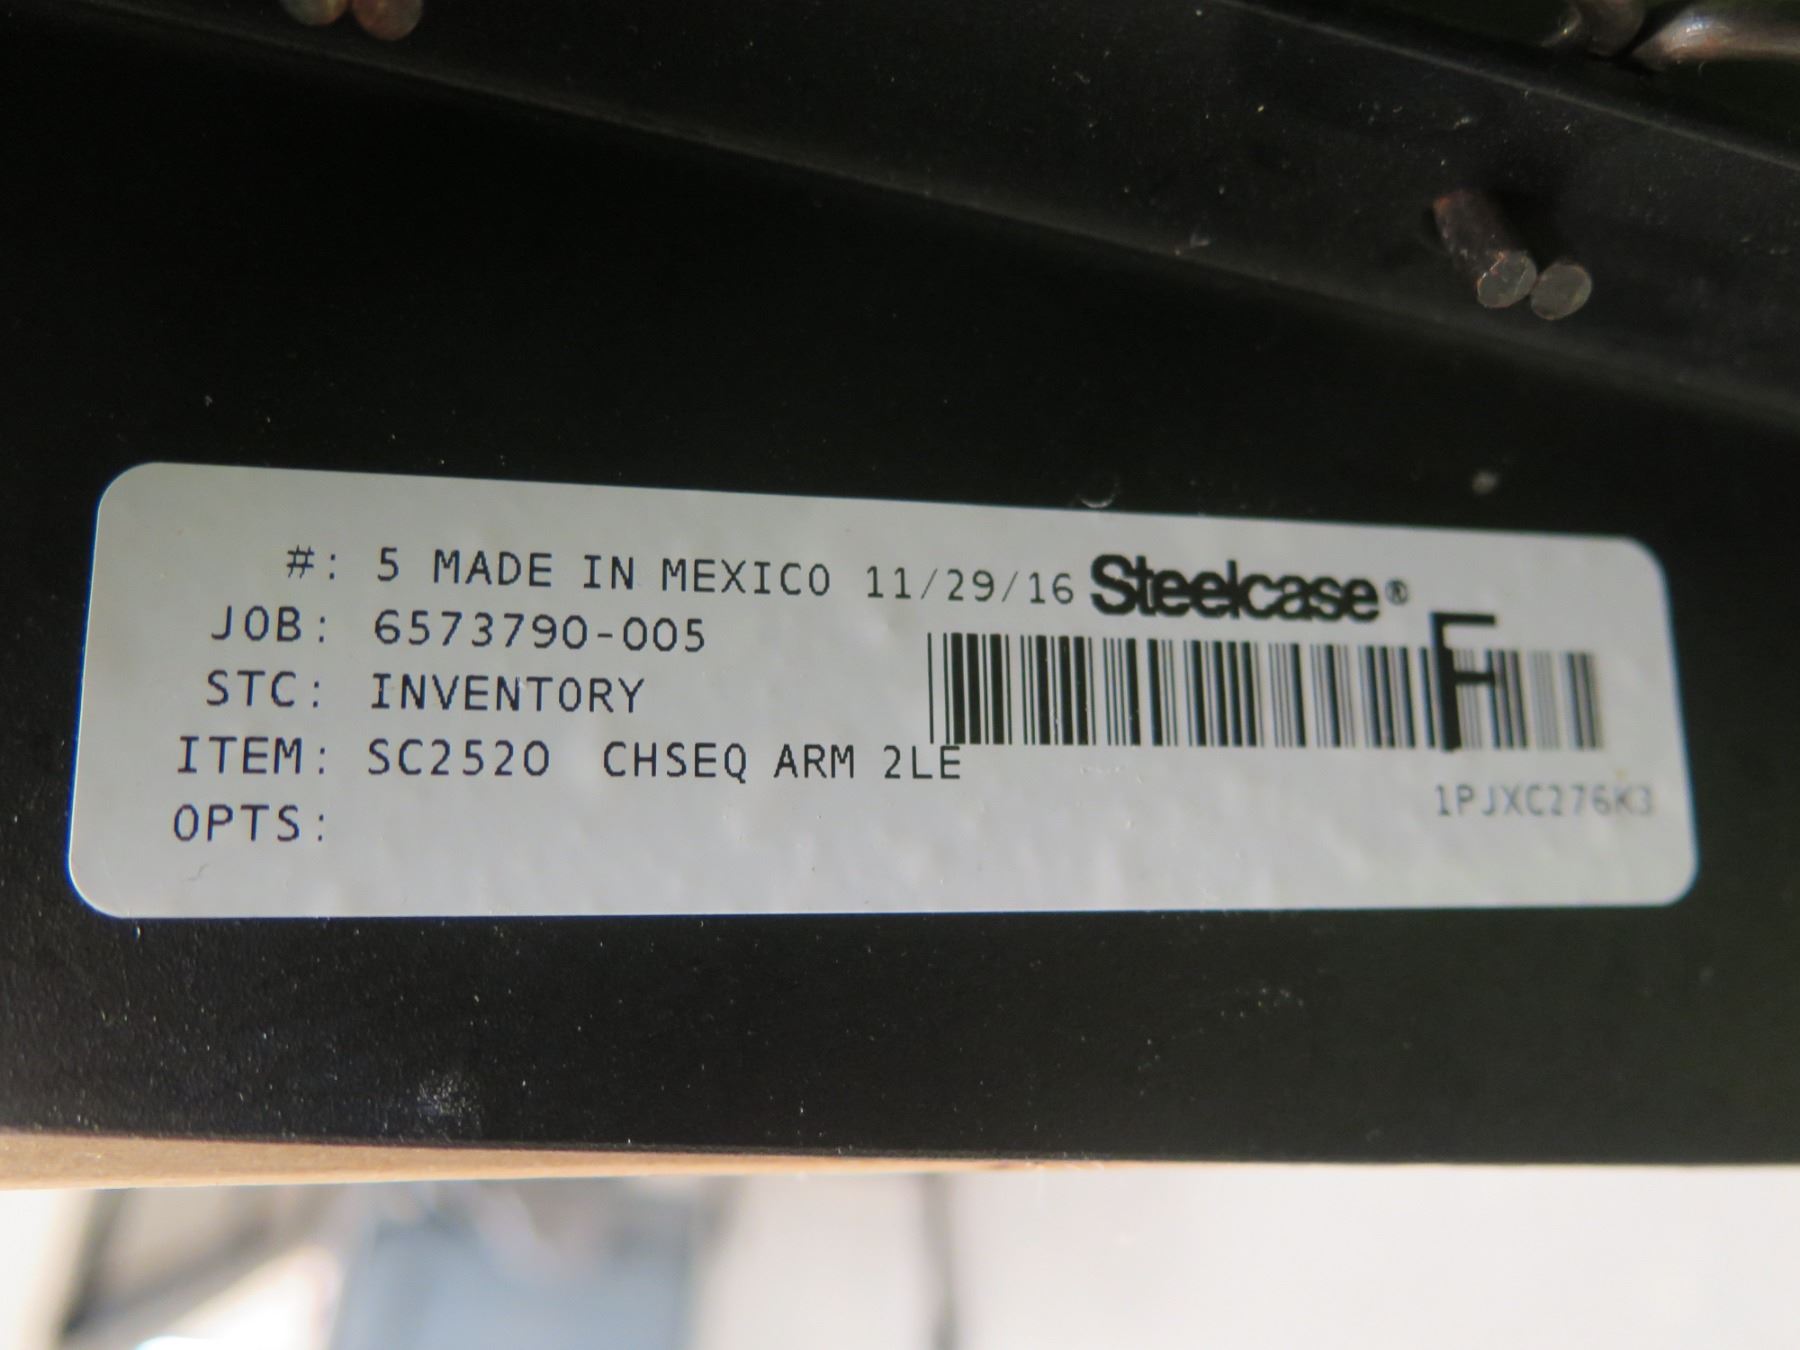 #: 5 MADE IN MEXICO 11/29/16 Steelcase®
JOB: 6573790-005
F
STC: INVENTORY
ITEM: SC2520 CHSEQ ARM 2LE
1PJXC276K3
OPTS: